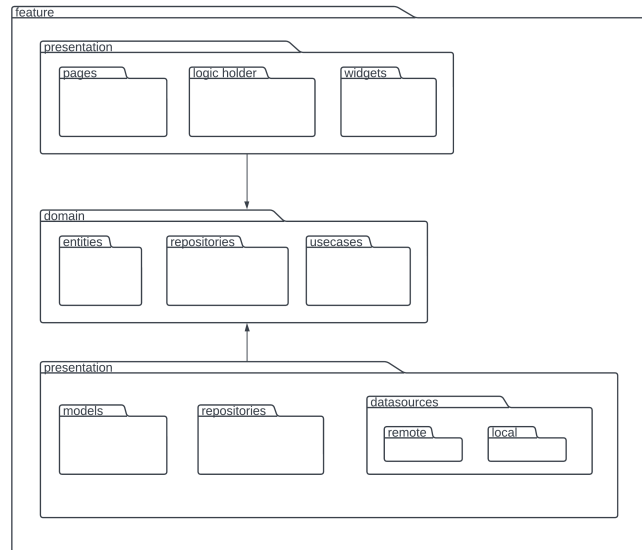 feature
presentation
pages
logic holder
widgets
domain
entities
repositories
usecases
presentation
models
repositories
datasources
remote
local